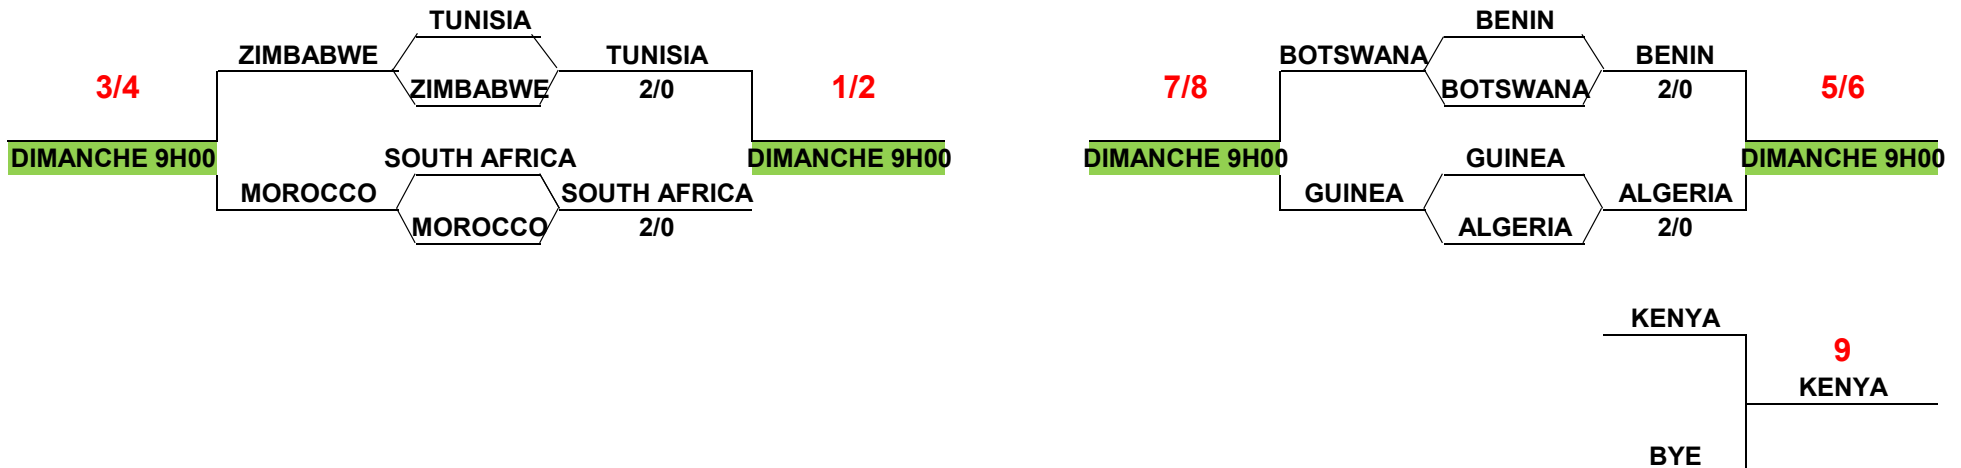 TUNISIA
BENIN
ZIMBABWE
TUNISIA
BOTSWANA
BENIN
3/4
ZIMBABWE
2/0
1/2
7/8
BOTSWANA
2/0
5/6
DIMANCHE 9H00
SOUTH AFRICA
DIMANCHE 9H00
DIMANCHE 9H00
GUINEA
DIMANCHE 9H00
MOROCCO
SOUTH AFRICA
GUINEA
ALGERIA
MOROCCO
2/0
ALGERIA
2/0
KENYA
9
KENYA
BYE